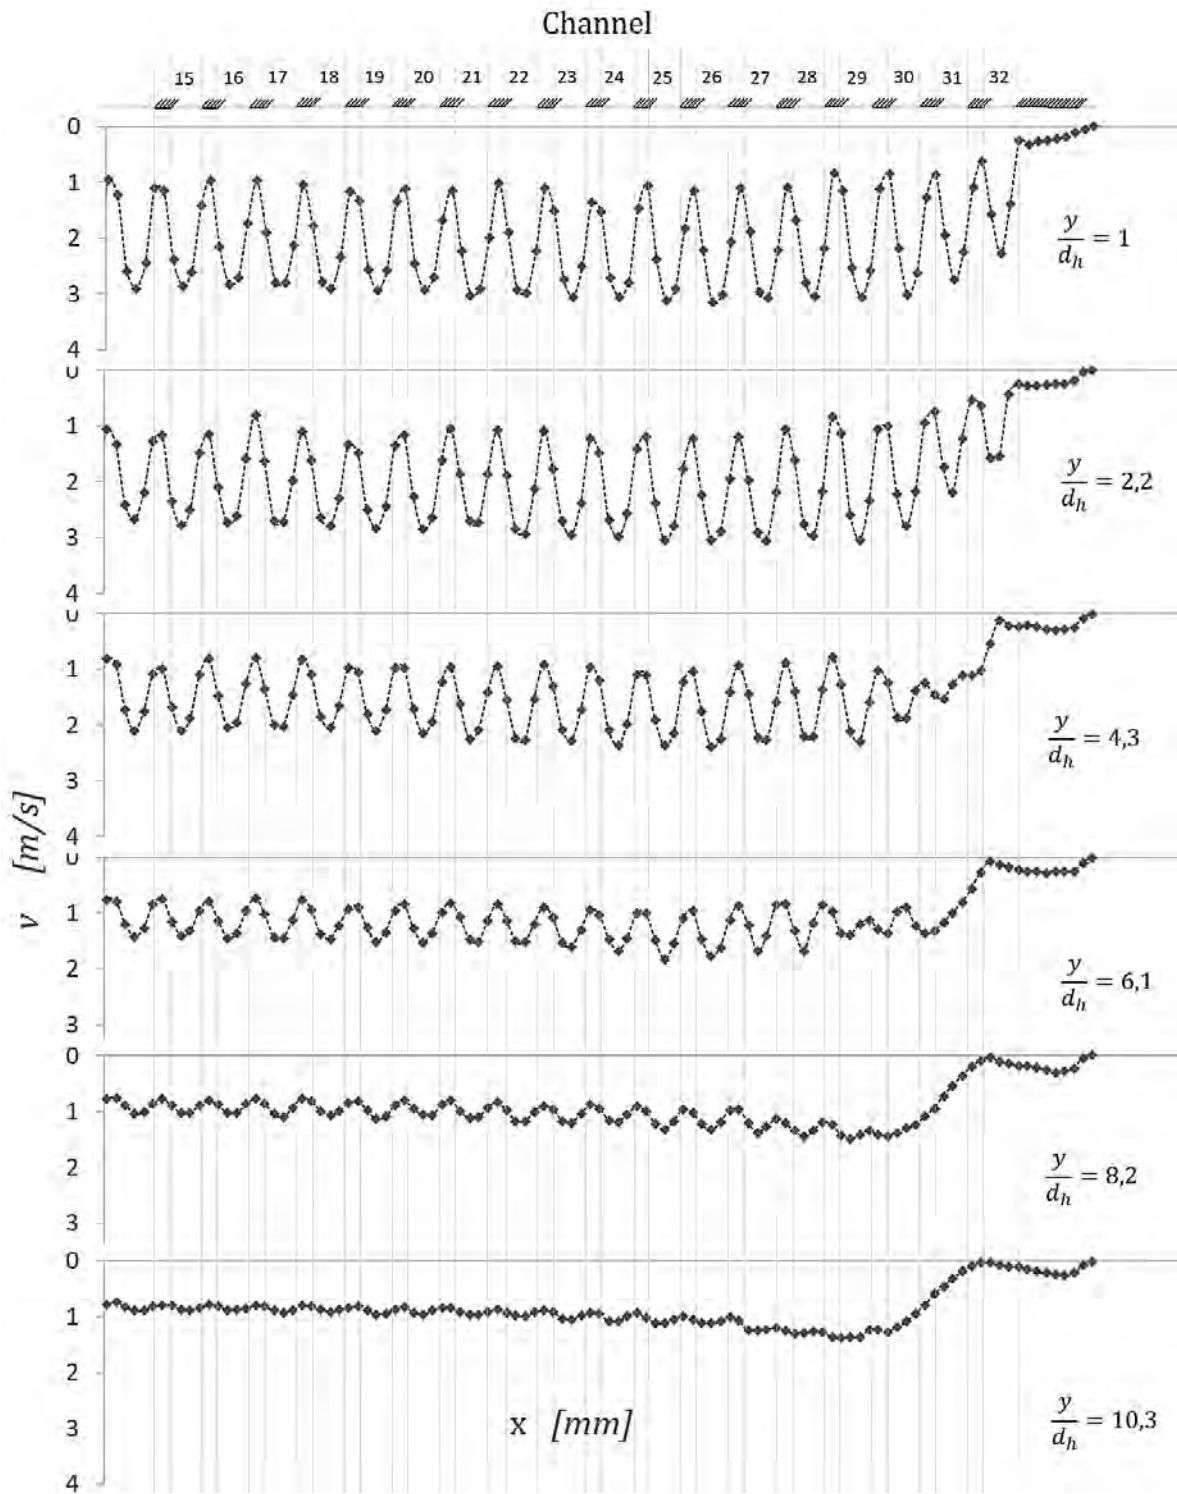 Channel
15 16 17 18 19 20 21 22 23 24 25 26 27 28 29 30 31 32
0
1
2
3
4
y/d_h = 1
0
1
2
3
4
y/d_h = 2,2
0
1
2
3
4
y/d_h = 4,3
v [m/s]
0
1
2
3
y/d_h = 6,1
0
1
2
3
y/d_h = 8,2
0
1
2
3
4
x [mm]
y/d_h = 10,3